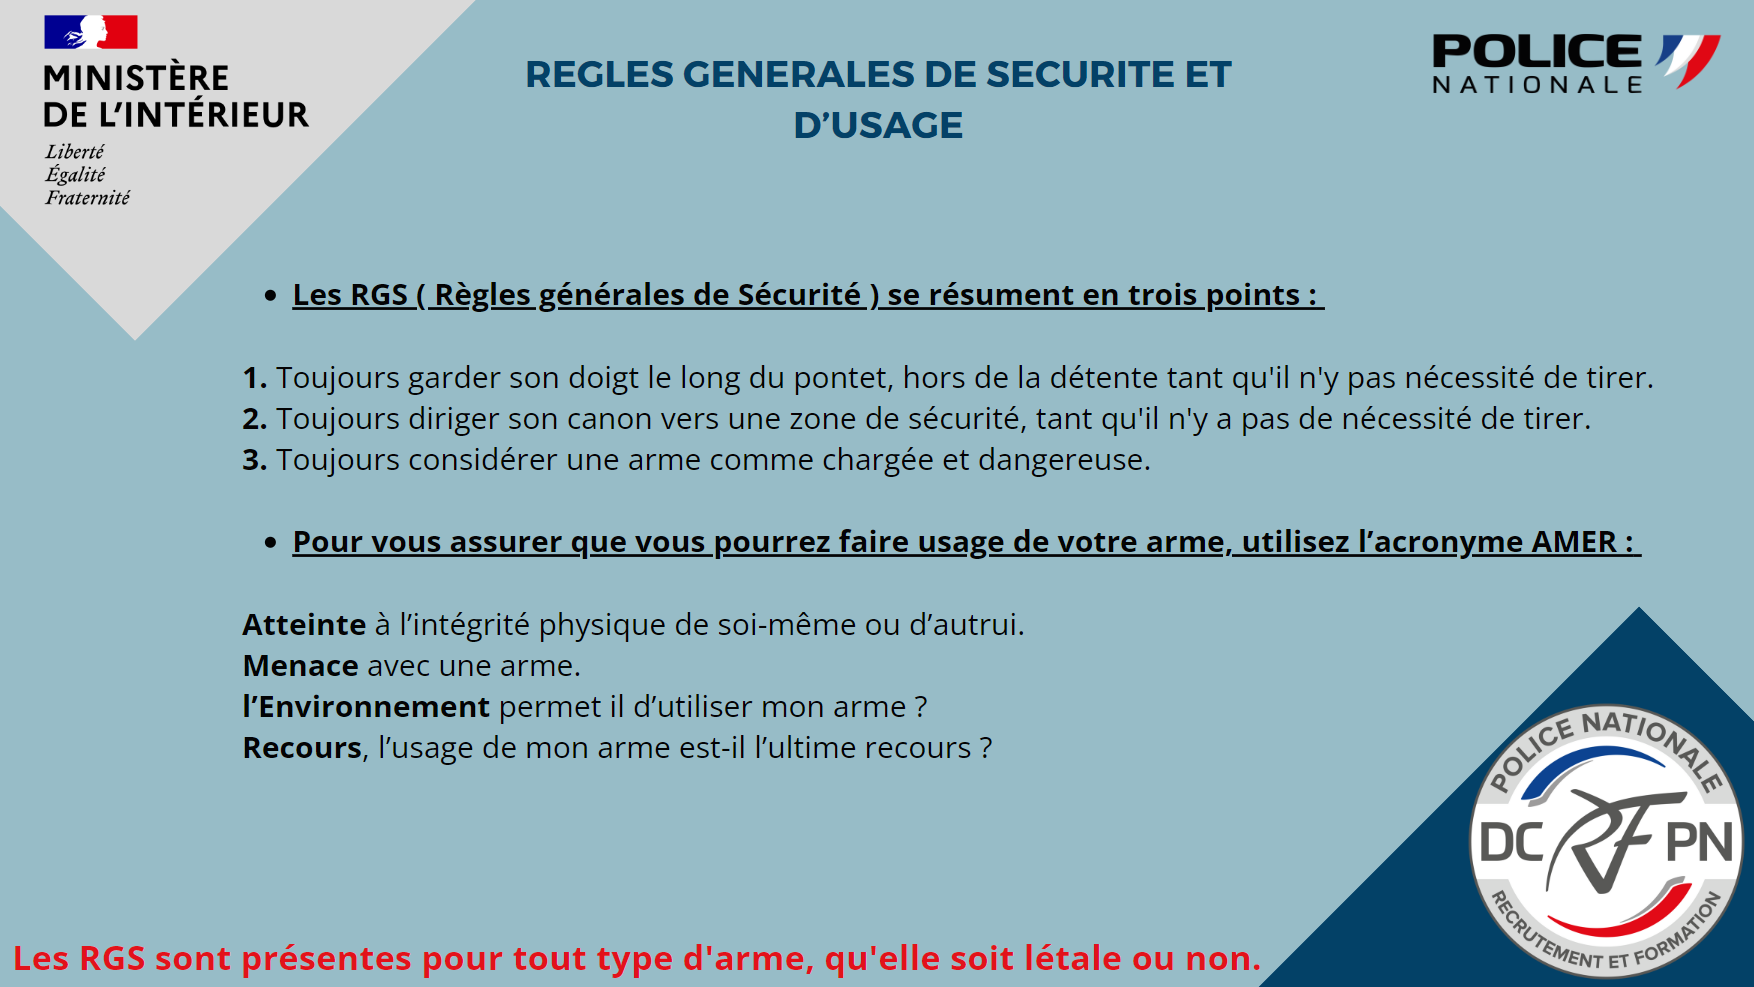 MINISTÈRE
DE L'INTÉRIEUR
Liberté
Égalité
Fraternité
REGLES GENERALES DE SECURITE ET
D’USAGE
POLICE
NATIONALE
• Les RGS ( Règles générales de Sécurité ) se résument en trois points :
1. Toujours garder son doigt le long du pontet, hors de la détente tant qu'il n'y pas nécessité de tirer.
2. Toujours diriger son canon vers une zone de sécurité, tant qu'il n'y a pas de nécessité de tirer.
3. Toujours considérer une arme comme chargée et dangereuse.
• Pour vous assurer que vous pourrez faire usage de votre arme, utilisez l’acronyme AMER :
Atteinte à l’intégrité physique de soi-même ou d’autrui.
Menace avec une arme.
l’Environnement permet il d’utiliser mon arme ?
Recours, l’usage de mon arme est-il l’ultime recours ?
POLICE NATIONALE
DC RF PN
RECRUTEMENT ET FORMATION
Les RGS sont présentes pour tout type d'arme, qu'elle soit létale ou non.